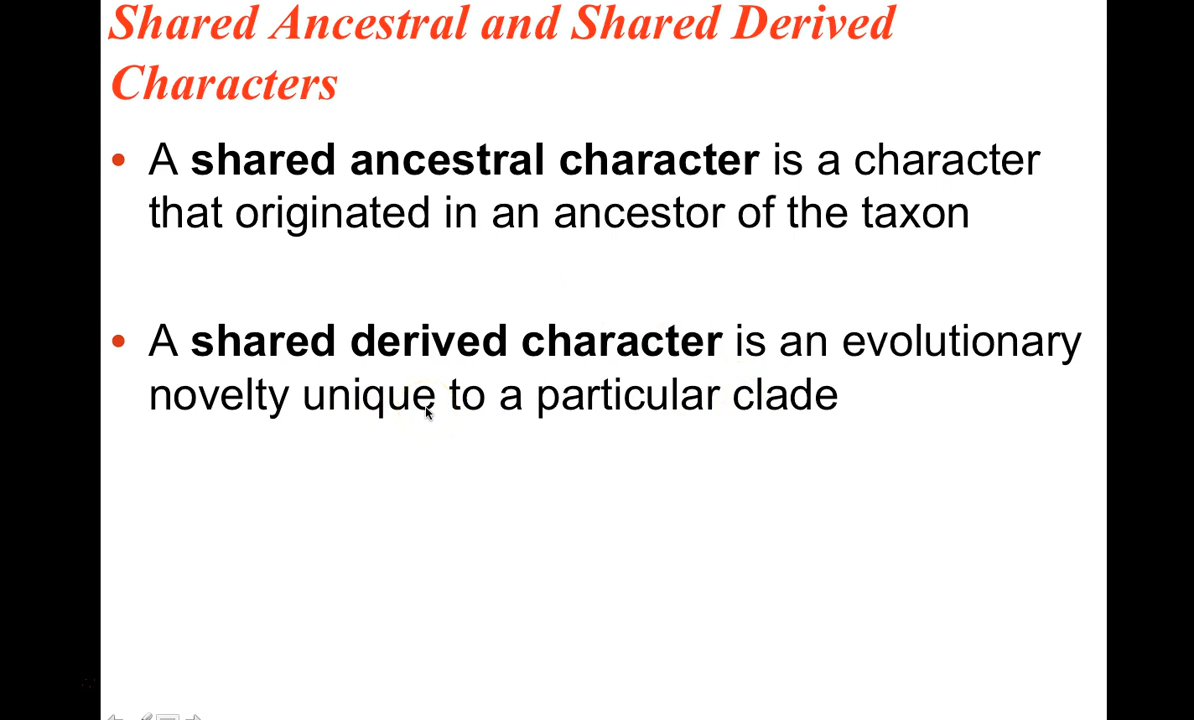 Shared Ancestral and Shared Derived
Characters
• A shared ancestral character is a character
that originated in an ancestor of the taxon
• A shared derived character is an evolutionary
novelty unique to a particular clade